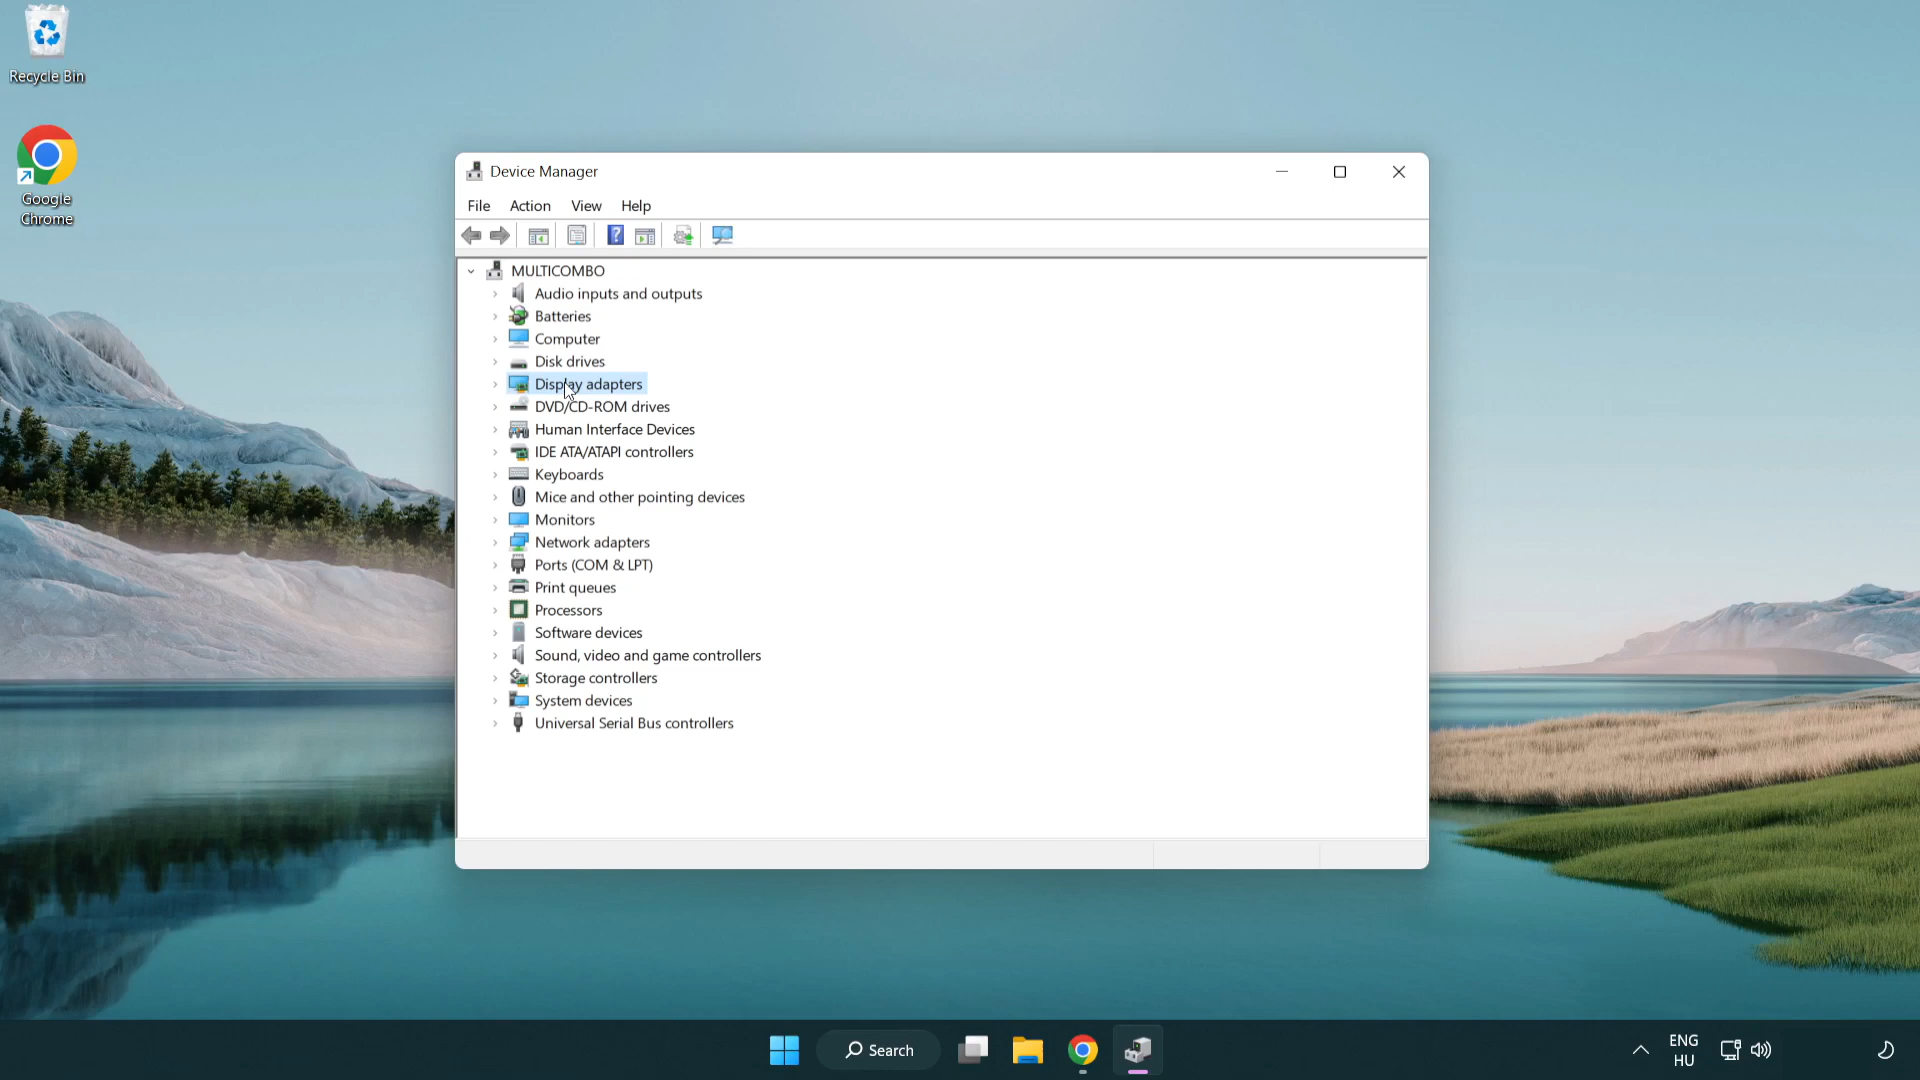 Recycle Bin
Google
Chrome
Device Manager
File Action View Help
MULTICOMBO
Audio inputs and outputs
Batteries
Computer
Disk drives
Display adapters
DVD/CD-ROM drives
Human Interface Devices
IDE ATA/ATAPI controllers
Keyboards
Mice and other pointing devices
Monitors
Network adapters
Ports (COM & LPT)
Print queues
Processors
Software devices
Sound, video and game controllers
Storage controllers
System devices
Universal Serial Bus controllers
Search
ENG
HU